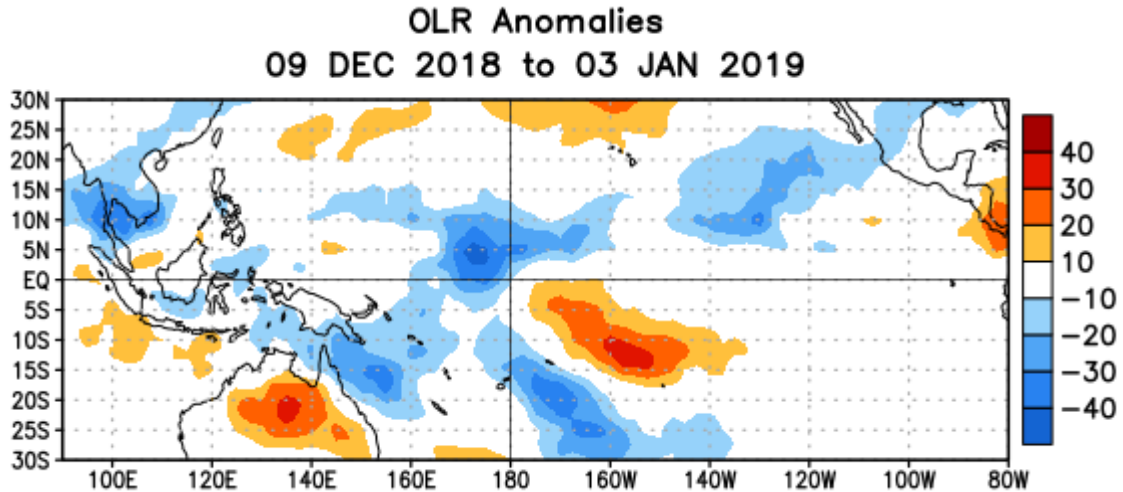 OLR Anomalies
09 DEC 2018 to 03 JAN 2019
30N
25N
20N
15N
10N
5N
EQ
5S
10S
15S
20S
25S
30S
100E 120E 140E 160E 180 160W 140W 120W 100W 80W
40
30
20
10
-10
-20
-30
-40